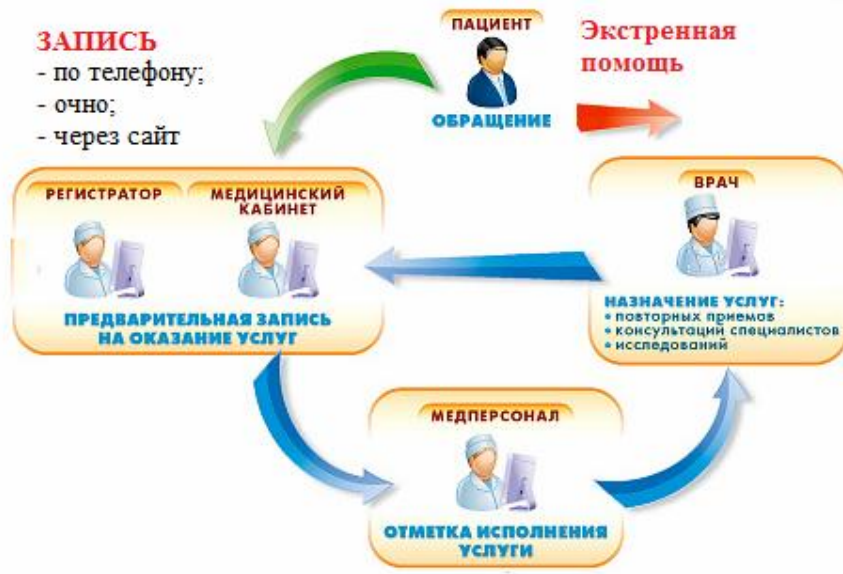 ЗАПИСЬ
- по телефону;
- очно;
- через сайт
ПАЦИЕНТ
ОБРАЩЕНИЕ
Экстренная
помощь
РЕГИСТРАТОР
МЕДИЦИНСКИЙ
КАБИНЕТ
ПРЕДВАРИТЕЛЬНАЯ ЗАПИСЬ
НА ОКАЗАНИЕ УСЛУГ
ВРАЧ
НАЗНАЧЕНИЕ УСЛУГ:
• повторных приемов
• консультаций специалистов
• исследований
МЕДПЕРСОНАЛ
ОТМЕТКА ИСПОЛНЕНИЯ
УСЛУГИ